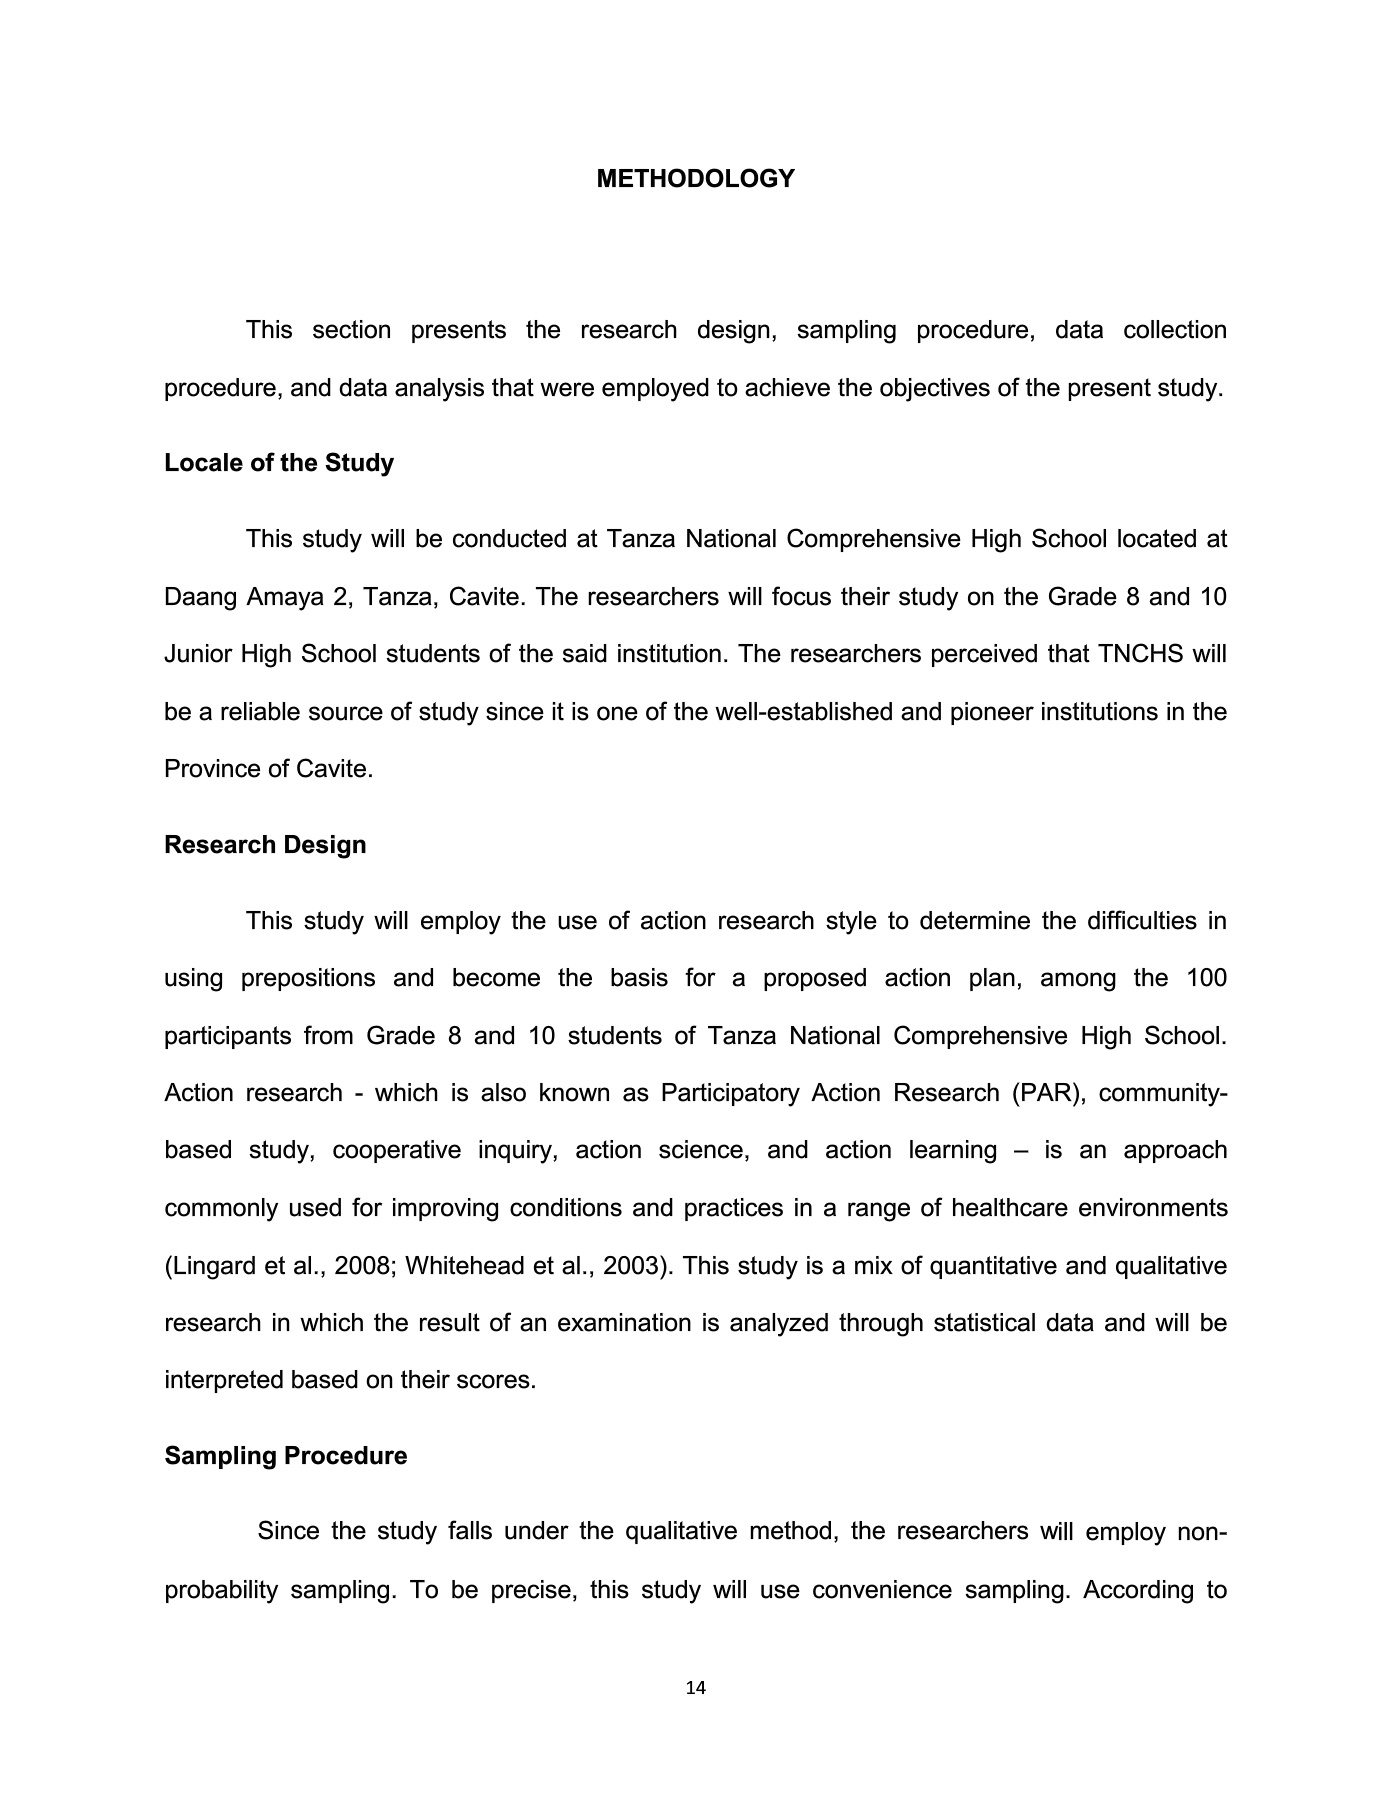 METHODOLOGY
This section presents the research design, sampling procedure, data collection
procedure, and data analysis that were employed to achieve the objectives of the present study.
Locale of the Study
This study will be conducted at Tanza National Comprehensive High School located at
Daang Amaya 2, Tanza, Cavite. The researchers will focus their study on the Grade 8 and 10
Junior High School students of the said institution. The researchers perceived that TNCHS will
be a reliable source of study since it is one of the well-established and pioneer institutions in the
Province of Cavite.
Research Design
This study will employ the use of action research style to determine the difficulties in
using prepositions and become the basis for a proposed action plan, among the 100
participants from Grade 8 and 10 students of Tanza National Comprehensive High School.
Action research - which is also known as Participatory Action Research (PAR), community-
based study, cooperative inquiry, action science, and action learning – is an approach
commonly used for improving conditions and practices in a range of healthcare environments
(Lingard et al., 2008; Whitehead et al., 2003). This study is a mix of quantitative and qualitative
research in which the result of an examination is analyzed through statistical data and will be
interpreted based on their scores.
Sampling Procedure
Since the study falls under the qualitative method, the researchers will employ non-
probability sampling. To be precise, this study will use convenience sampling. According to
14